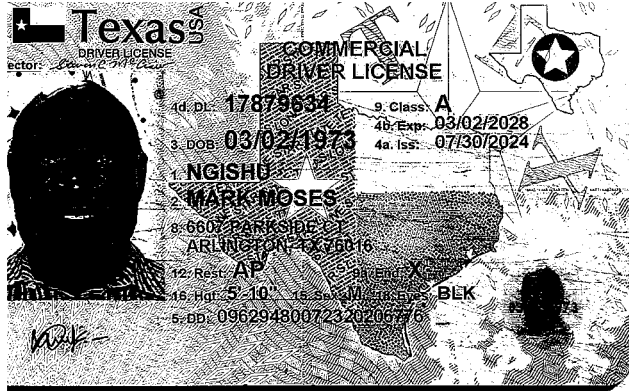 Texas USA
DRIVER LICENSE
COMMERCIAL
DRIVER LICENSE
ector:
4d. DL: 17879634 9. Class: A
4b. Exp: 03/02/2028
3. DOB: 03/02/1973 4a. Iss: 07/30/2024
1. NGISHU
2. MARK MOSES
8. 6607 PARKSIDE CT
ARLINGTON, TX 76016
12. Rest: AP 9a. End: X
16. Hgt: 5'-10" 15. Sex: M 18. Eyes: BLK
5. DD: 09629480072320206776